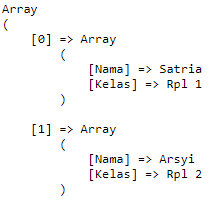 Array
(
    [0] => Array
        (
            [Nama] => Satria
            [Kelas] => Rpl 1
        )

    [1] => Array
        (
            [Nama] => Arsyi
            [Kelas] => Rpl 2
        )